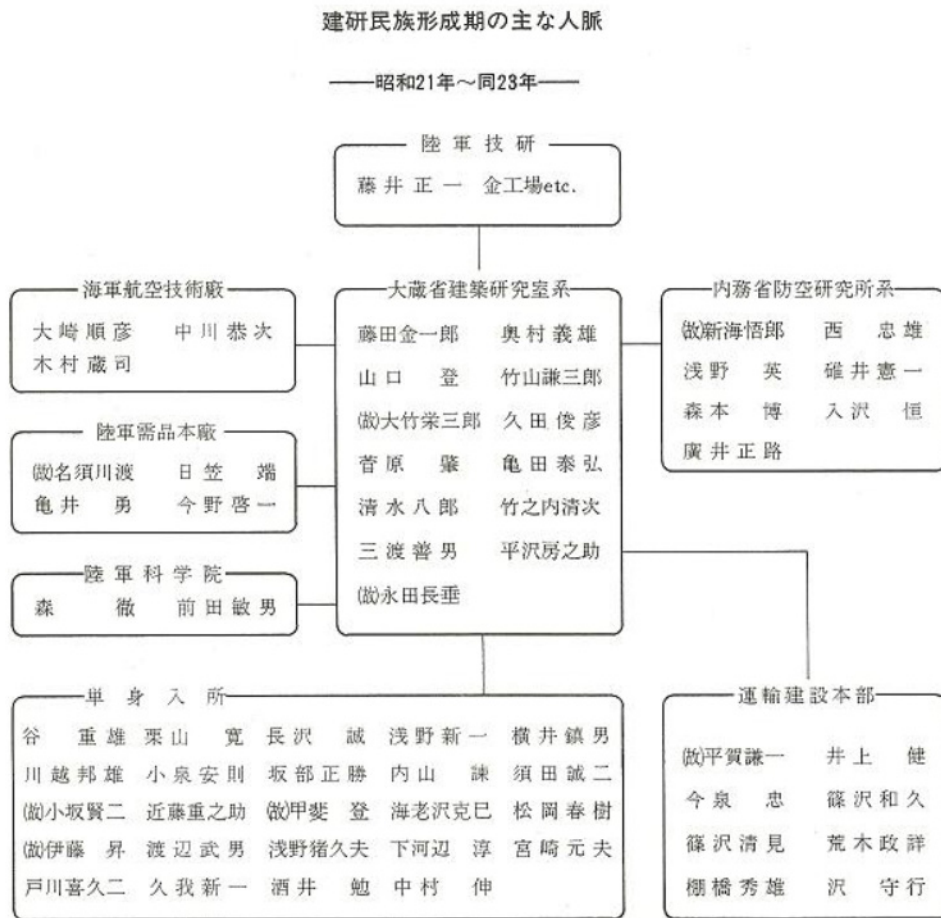 建研民族形成期の主な人脈
――昭和21年～同23年――
陸軍技研
藤井正一 金工場etc.
海軍航空技術廠
大崎順彦 中川恭次
木村蔵司
陸軍需品本廠
㊙名須川渡 日笠端
亀井勇 今野啓一
陸軍科学院
森徹 前田敏男
大蔵省建築研究室系
藤田金一郎 奥村義雄
山口登 竹山謙三郎
(故)大竹栄三郎 久田俊彦
菅原肇 亀田泰弘
清水八郎 竹之内清次
三渡善男 平沢房之助
(故)永田長垂
内務省防空研究所系
(故)新海悟郎 西忠雄
浅野英 碓井憲一
森本博 入沢恒
廣井正路
単身入所
谷重雄 栗山寛 長沢誠 浅野新一 横井鎮男
川越邦雄 小泉安則 坂部正勝 内山諫 須田誠二
(故)小坂賢二 近藤重之助 (故)甲斐登 海老沢克巳 松岡春樹
(故)伊藤昇 渡辺武男 浅野猪久夫 下河辺淳 宮崎元夫
戸川喜久二 久我新一 酒井勉 中村伸
運輸建設本部
(故)平賀謙一 井上健
今泉忠 篠沢和久
篠沢清見 荒木政詳
棚橋秀雄 沢守行